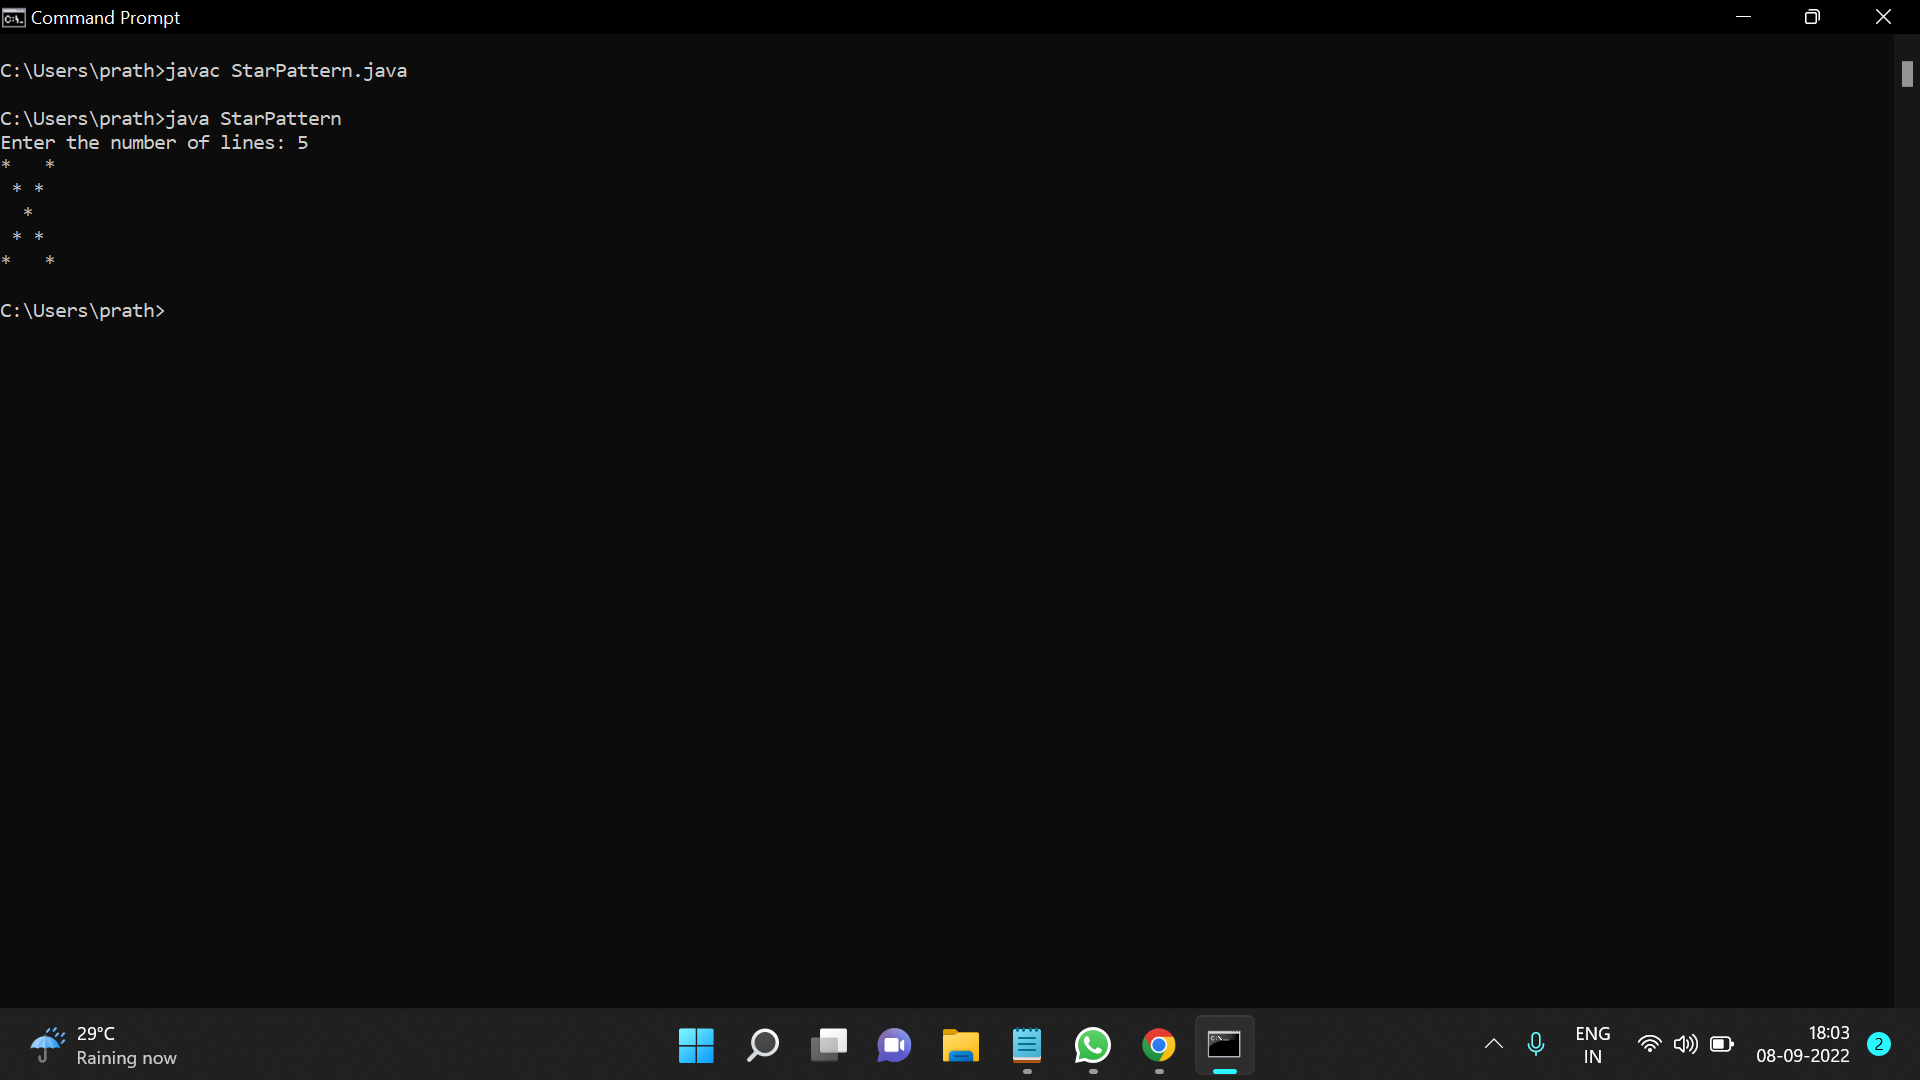 Command Prompt
C:\Users\prath>javac StarPattern.java
C:\Users\prath>java StarPattern
Enter the number of lines: 5
*   *
 * *
  *
 * *
*   *
C:\Users\prath>
29°C
Raining now
ENG
IN
18:03
08-09-2022
2